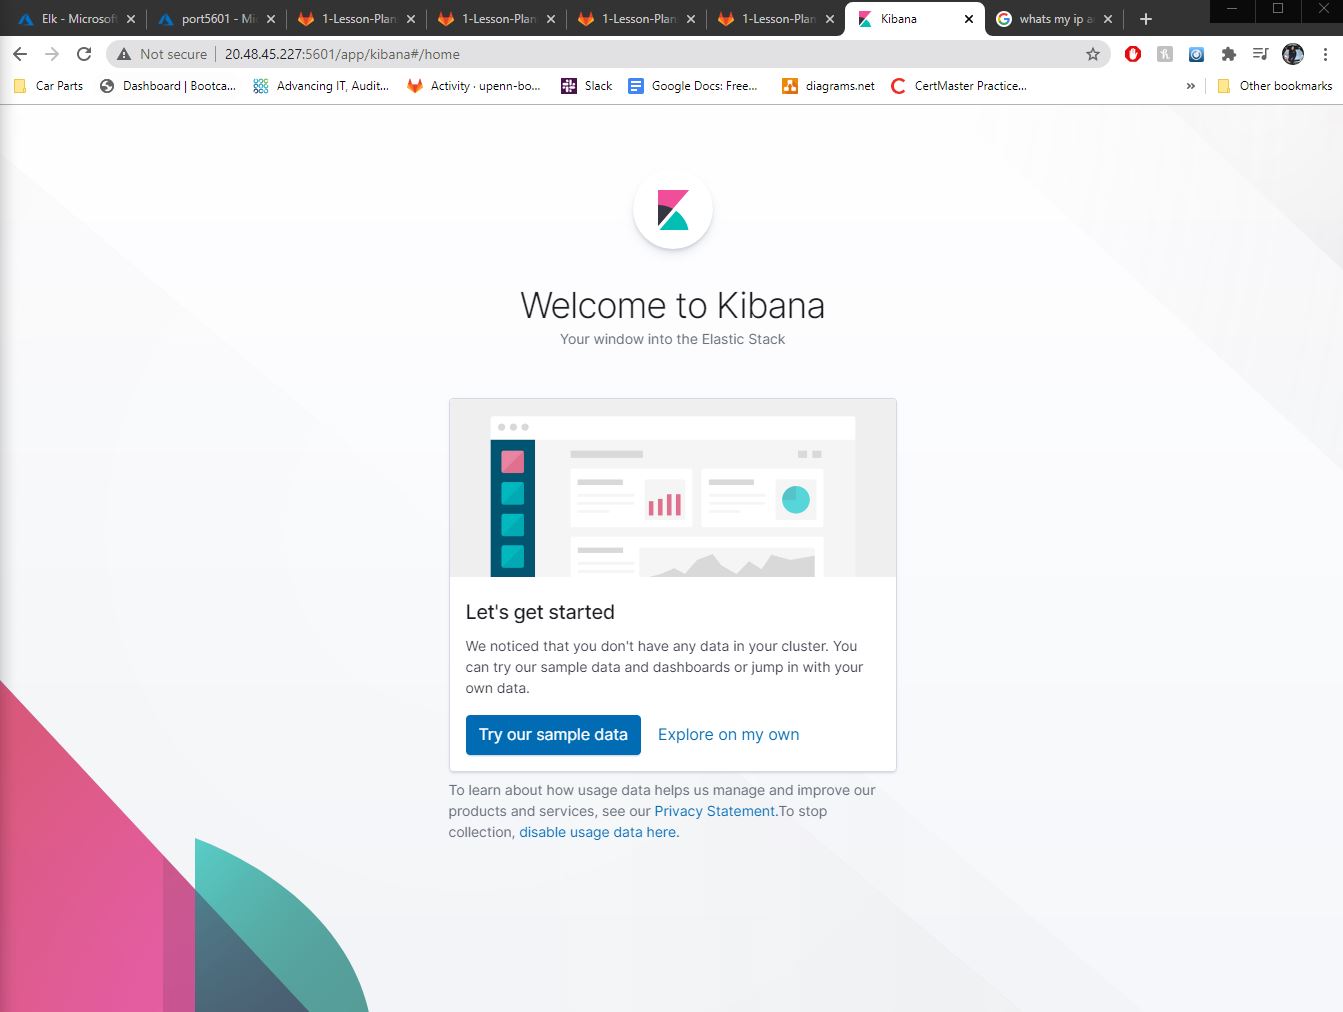 Elk - Microsof
port5601 - Mi
1-Lesson-Plan
1-Lesson-Plan
1-Lesson-Plan
1-Lesson-Plan
Kibana
whats my ip a
Not secure
20.48.45.227:5601/app/kibana#/home
Car Parts
Dashboard | Bootca...
Advancing IT, Audit...
Activity · upenn-bo...
Slack
Google Docs: Free...
diagrams.net
CertMaster Practice...
»
Other bookmarks
Welcome to Kibana
Your window into the Elastic Stack
Let's get started
We noticed that you don't have any data in your cluster. You
can try our sample data and dashboards or jump in with your
own data.
Try our sample data
Explore on my own
To learn about how usage data helps us manage and improve our
products and services, see our Privacy Statement.To stop
collection, disable usage data here.